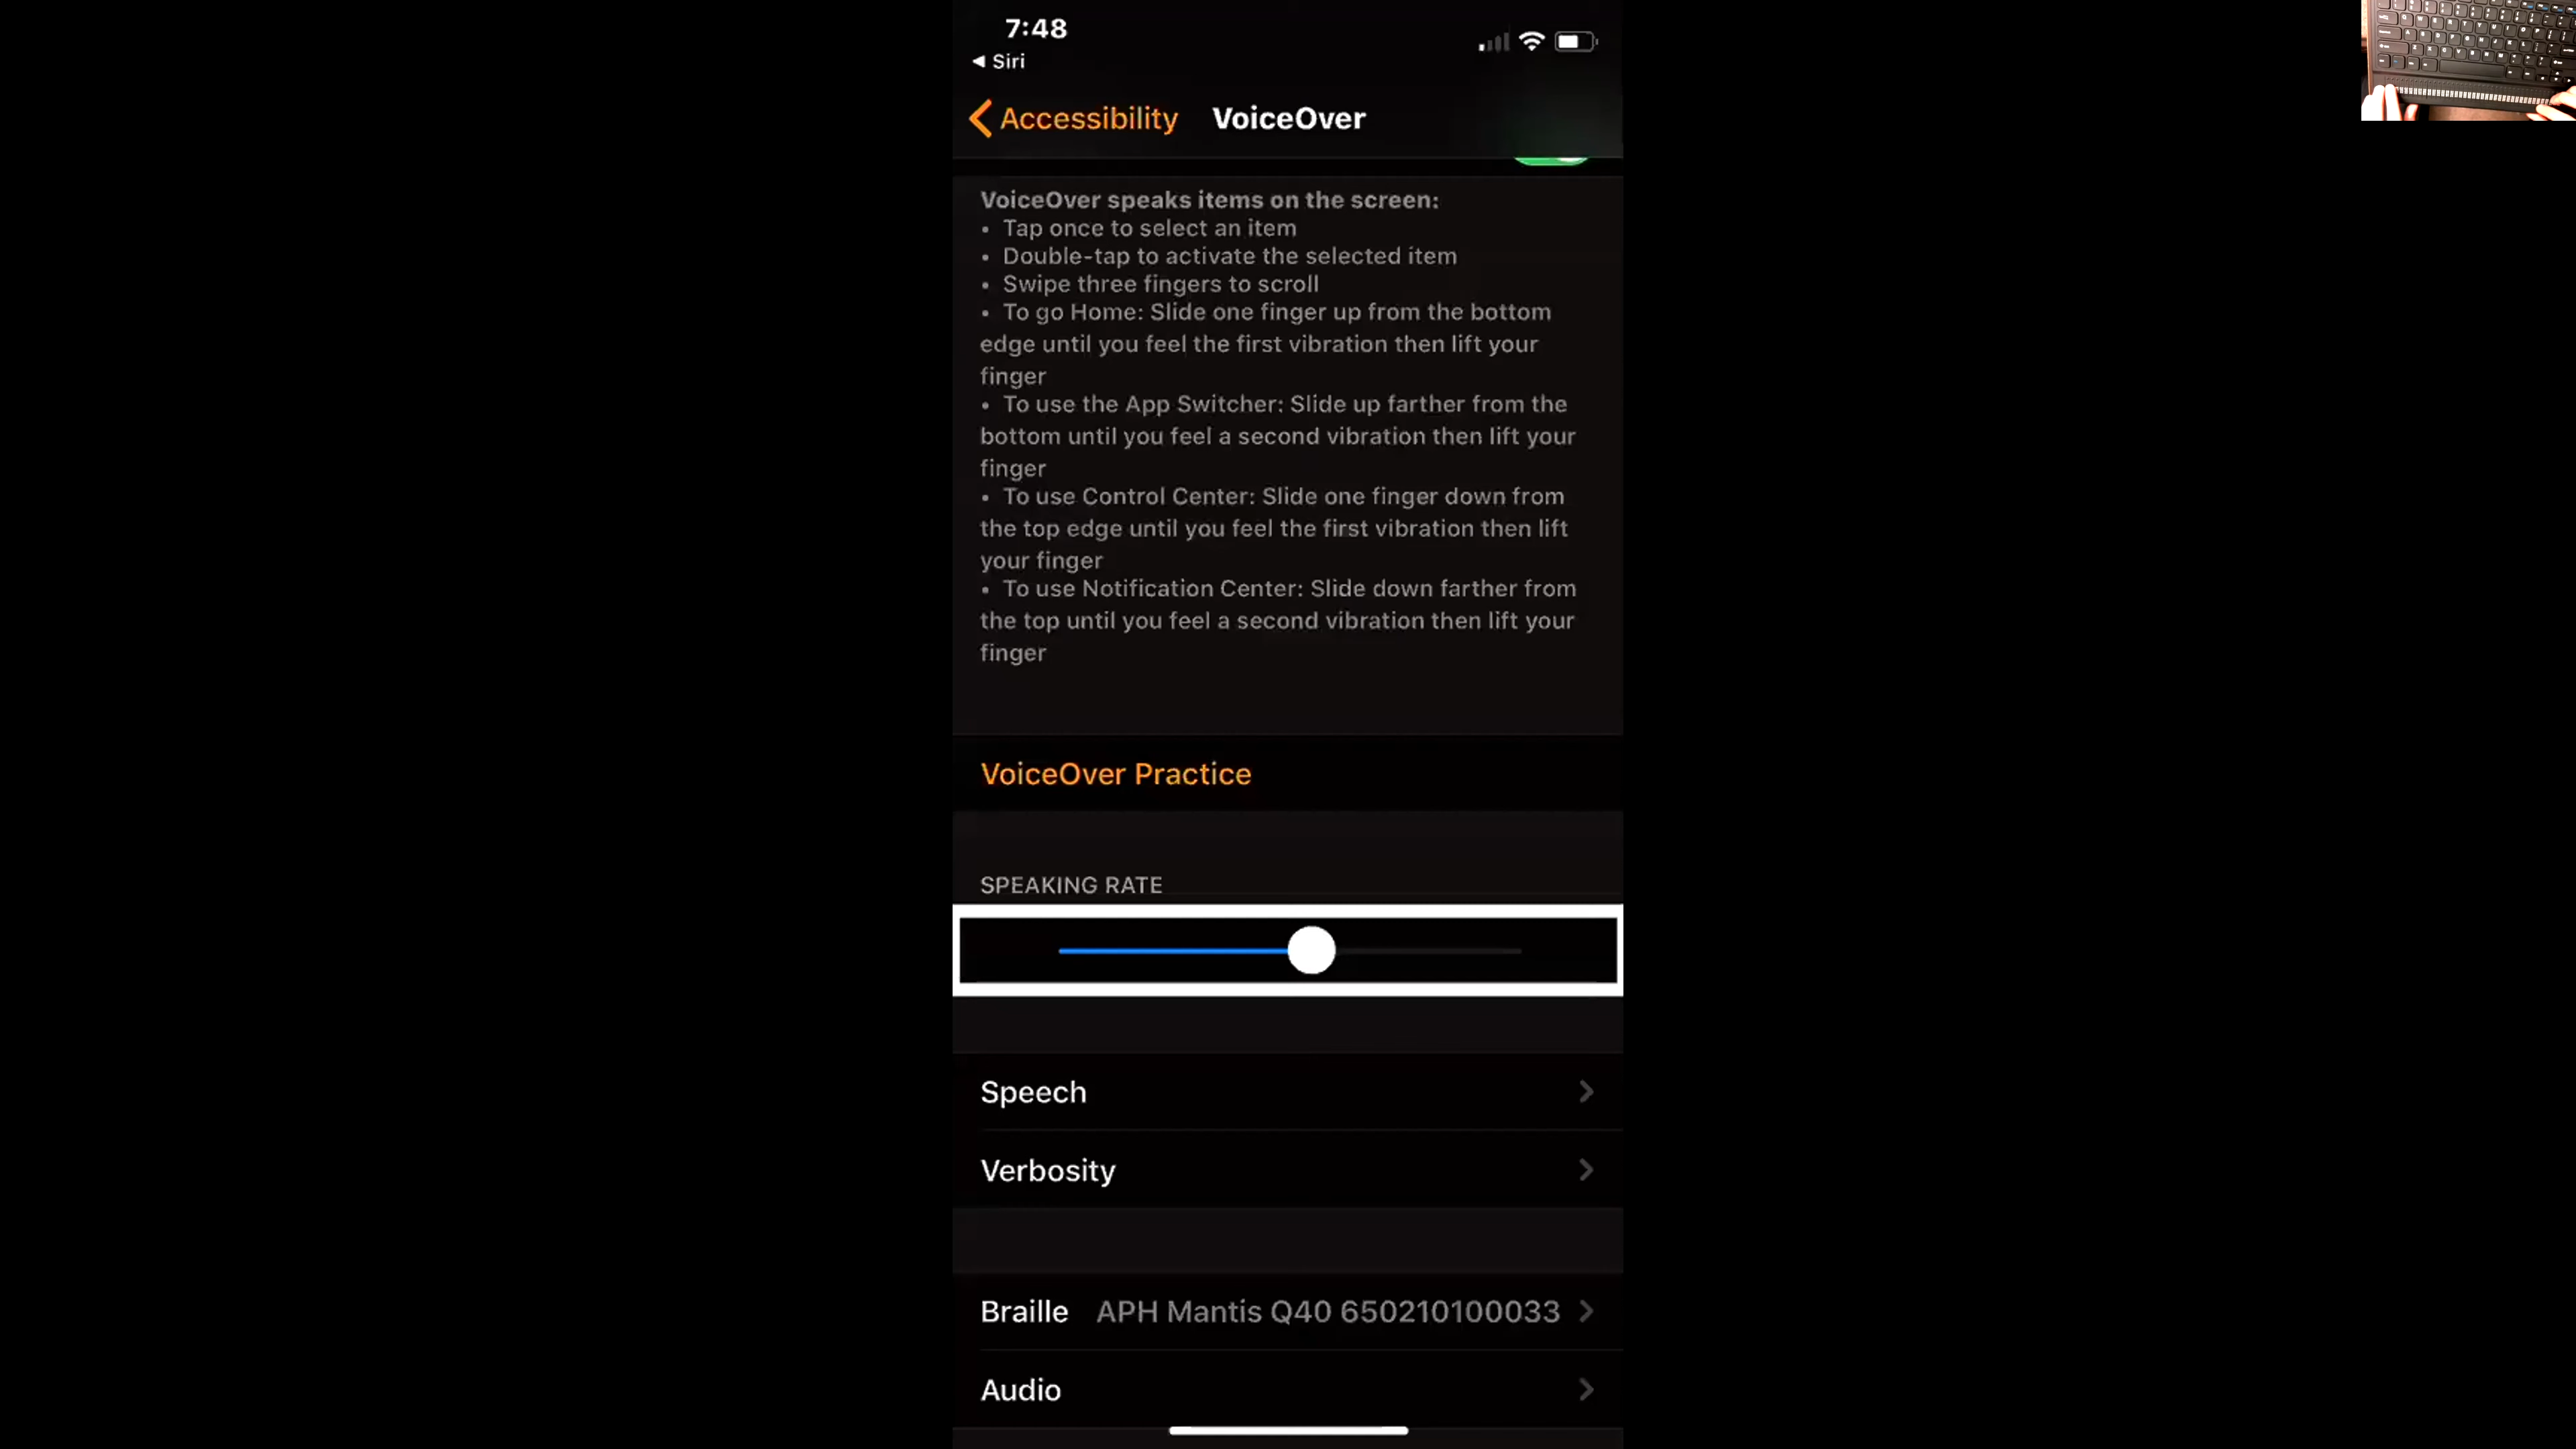 7:48
◀ Siri
Accessibility VoiceOver
VoiceOver speaks items on the screen:
• Tap once to select an item
• Double-tap to activate the selected item
• Swipe three fingers to scroll
• To go Home: Slide one finger up from the bottom
edge until you feel the first vibration then lift your
finger
• To use the App Switcher: Slide up farther from the
bottom until you feel a second vibration then lift your
finger
• To use Control Center: Slide one finger down from
the top edge until you feel the first vibration then lift
your finger
• To use Notification Center: Slide down farther from
the top until you feel a second vibration then lift your
finger
VoiceOver Practice
SPEAKING RATE
Speech
Verbosity
Braille APH Mantis Q40 650210100033
Audio